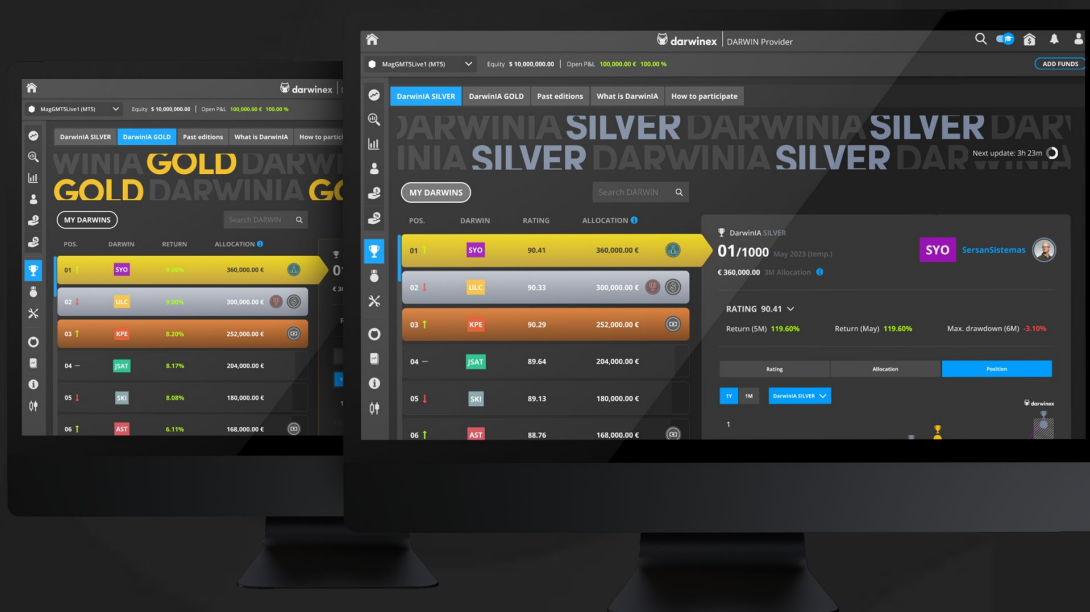 darwinex
MagGMT5Live1 (MT5) Equity $ 10,000,000.00 Open P&L 100,000.00 € 100.00 %
DarwinIA SILVER DarwinIA GOLD Past editions What is DarwinIA How to partici
WINIA GOLD DARW
GOLD DARWINIA GO
MY DARWINS Search DARWIN
POS. DARWIN RETURN ALLOCATION
01 SYO 9.00% 360,000.00 €
02 ULC 9.00% 300,000.00 €
03 KPE 8.20% 252,000.00 €
04 JSAT 8.17% 204,000.00 €
05 SKI 8.08% 180,000.00 €
06 AST 6.11% 168,000.00 €
darwinex DARWIN Provider
MagGMT5Live1 (MT5) Equity $ 10,000,000.00 Open P&L 100,000.00 € 100.00 % ADD FUNDS
DarwinIA SILVER DarwinIA GOLD Past editions What is DarwinIA How to participate
DARWINIA SILVER DARWINIA SILVER DARW
INIA SILVER DARWINIA SILVER DARWINIA
Next update: 3h 23m
MY DARWINS Search DARWIN
POS. DARWIN RATING ALLOCATION
01 SYO 90.41 360,000.00 €
02 ULC 90.33 300,000.00 €
03 KPE 90.29 252,000.00 €
04 JSAT 89.64 204,000.00 €
05 SKI 89.13 180,000.00 €
06 AST 88.76 168,000.00 €
DarwinIA SILVER
01/1000 May 2023 (temp.) SYO SersanSistemas
€ 360,000.00 3M Allocation
RATING 90.41
Return (5M) 119.60% Return (May) 119.60% Max. drawdown (6M) -3.10%
Rating Allocation Position
1Y 1M DarwinIA SILVER
darwinex
1